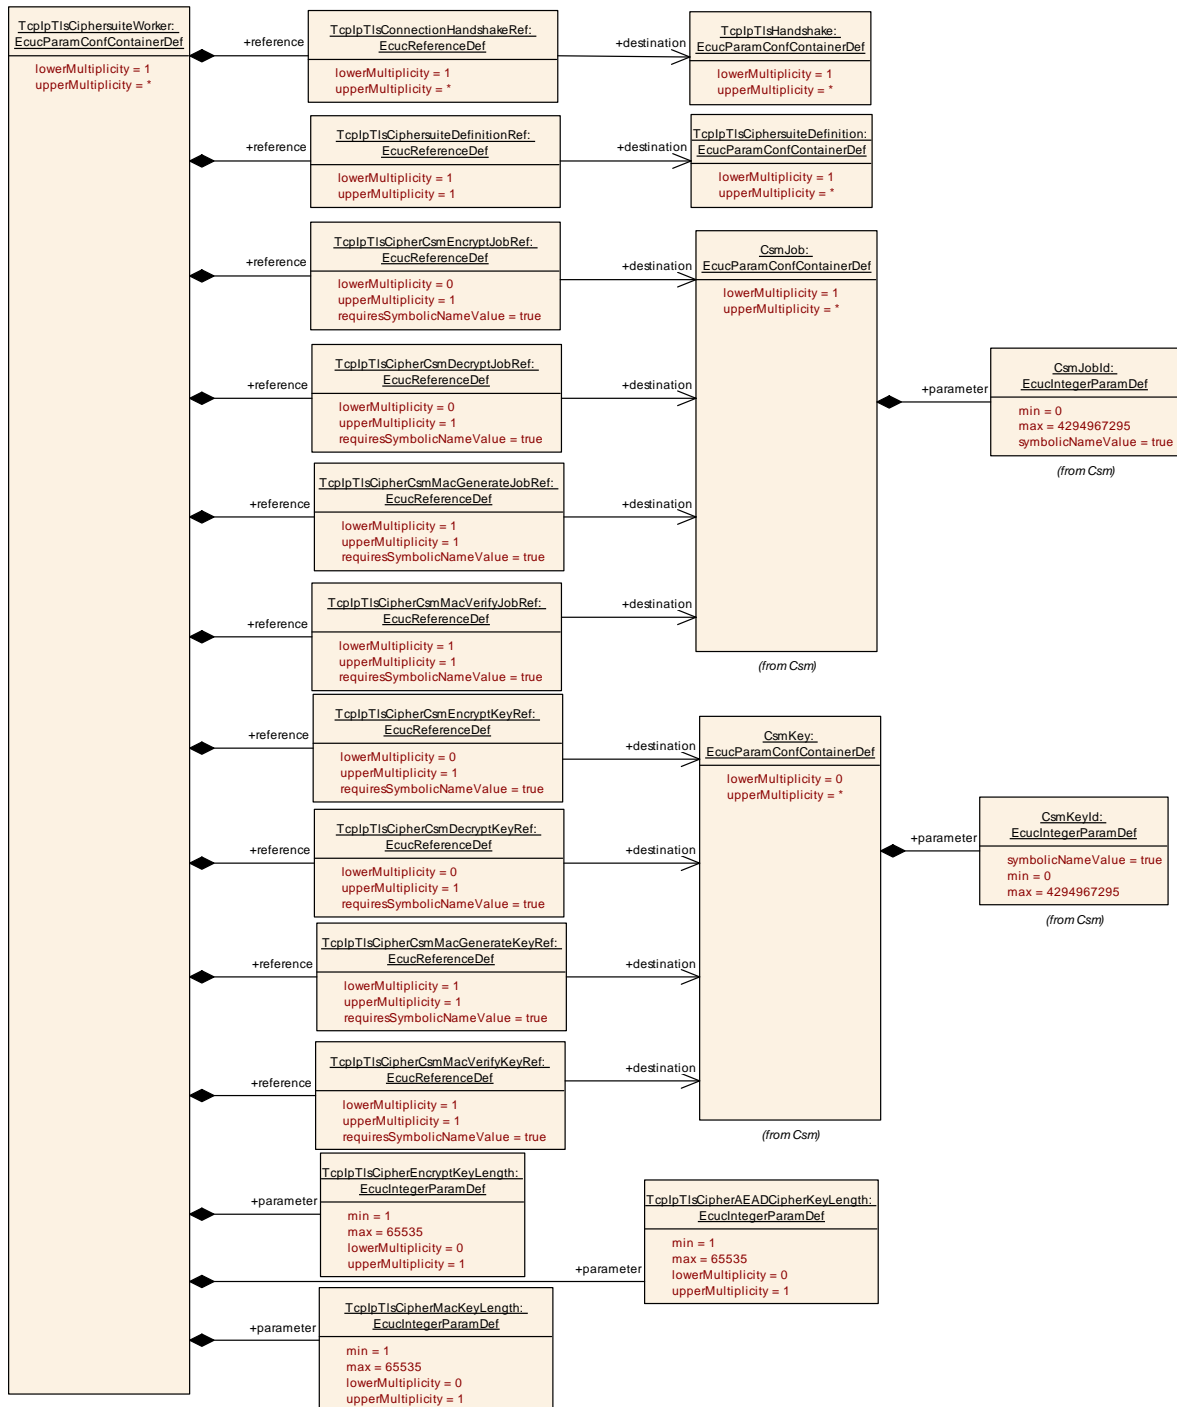 TcpIpTlsCiphersuiteWorker:
EcucParamConfContainerDef
lowerMultiplicity = 1
upperMultiplicity = *
+reference
TcpIpTlsConnectionHandshakeRef:
EcucReferenceDef
lowerMultiplicity = 1
upperMultiplicity = *
+destination
TcpIpTlsHandshake:
EcucParamConfContainerDef
lowerMultiplicity = 1
upperMultiplicity = *
+reference
TcpIpTlsCiphersuiteDefinitionRef:
EcucReferenceDef
lowerMultiplicity = 1
upperMultiplicity = 1
+destination
TcpIpTlsCiphersuiteDefinition:
EcucParamConfContainerDef
lowerMultiplicity = 1
upperMultiplicity = *
+reference
TcpIpTlsCipherCsmEncryptJobRef:
EcucReferenceDef
lowerMultiplicity = 0
upperMultiplicity = 1
requiresSymbolicNameValue = true
+destination
CsmJob:
EcucParamConfContainerDef
lowerMultiplicity = 1
upperMultiplicity = *
(from Csm)
+parameter
CsmJobId:
EcucIntegerParamDef
min = 0
max = 4294967295
symbolicNameValue = true
(from Csm)
+reference
TcpIpTlsCipherCsmDecryptJobRef:
EcucReferenceDef
lowerMultiplicity = 0
upperMultiplicity = 1
requiresSymbolicNameValue = true
+destination
+reference
TcpIpTlsCipherCsmMacGenerateJobRef:
EcucReferenceDef
lowerMultiplicity = 1
upperMultiplicity = 1
requiresSymbolicNameValue = true
+destination
+reference
TcpIpTlsCipherCsmMacVerifyJobRef:
EcucReferenceDef
lowerMultiplicity = 1
upperMultiplicity = 1
requiresSymbolicNameValue = true
+destination
+reference
TcpIpTlsCipherCsmEncryptKeyRef:
EcucReferenceDef
lowerMultiplicity = 0
upperMultiplicity = 1
requiresSymbolicNameValue = true
+destination
CsmKey:
EcucParamConfContainerDef
lowerMultiplicity = 0
upperMultiplicity = *
(from Csm)
+parameter
CsmKeyId:
EcucIntegerParamDef
symbolicNameValue = true
min = 0
max = 4294967295
(from Csm)
+reference
TcpIpTlsCipherCsmDecryptKeyRef:
EcucReferenceDef
lowerMultiplicity = 0
upperMultiplicity = 1
requiresSymbolicNameValue = true
+destination
+reference
TcpIpTlsCipherCsmMacGenerateKeyRef:
EcucReferenceDef
lowerMultiplicity = 1
upperMultiplicity = 1
requiresSymbolicNameValue = true
+destination
+reference
TcpIpTlsCipherCsmMacVerifyKeyRef:
EcucReferenceDef
lowerMultiplicity = 1
upperMultiplicity = 1
requiresSymbolicNameValue = true
+destination
+parameter
TcpIpTlsCipherEncryptKeyLength:
EcucIntegerParamDef
min = 1
max = 65535
lowerMultiplicity = 0
upperMultiplicity = 1
+parameter
TcpIpTlsCipherAEADCipherKeyLength:
EcucIntegerParamDef
min = 1
max = 65535
lowerMultiplicity = 0
upperMultiplicity = 1
+parameter
TcpIpTlsCipherMacKeyLength:
EcucIntegerParamDef
min = 1
max = 65535
lowerMultiplicity = 0
upperMultiplicity = 1